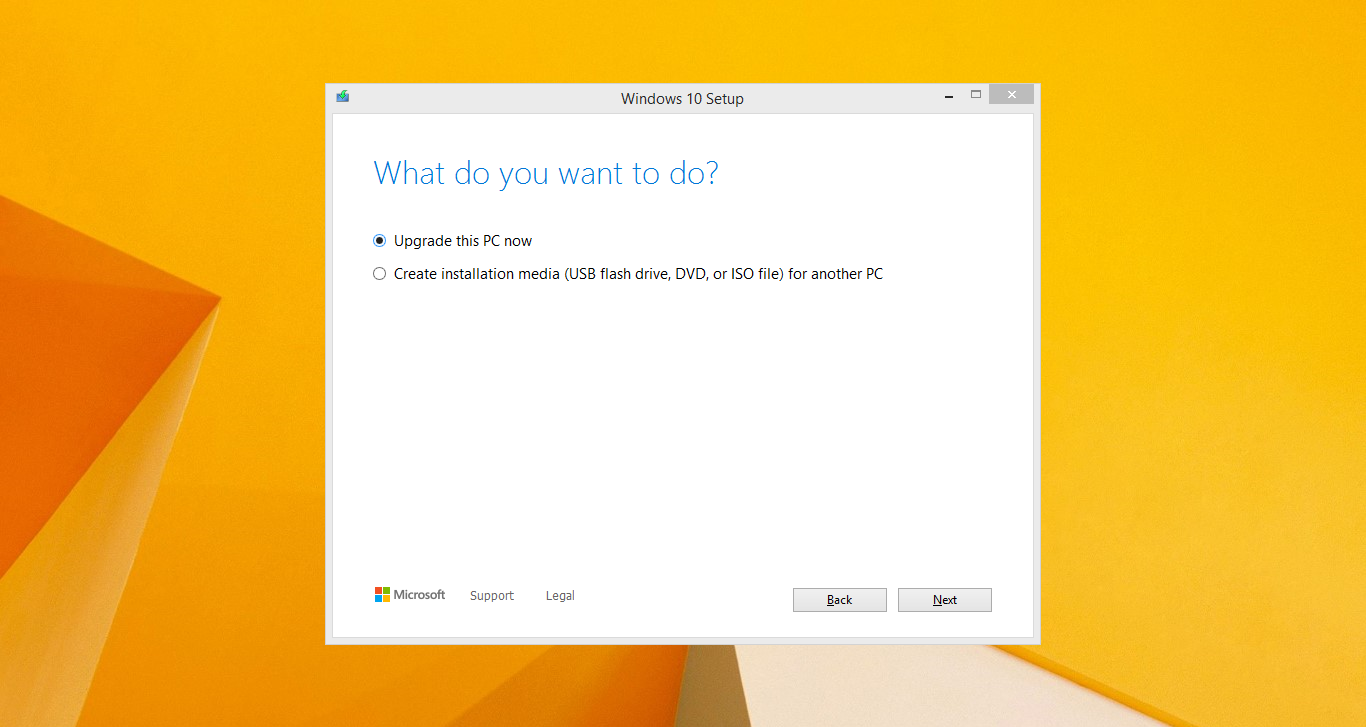 Windows 10 Setup
What do you want to do?
Upgrade this PC now
Create installation media (USB flash drive, DVD, or ISO file) for another PC
Microsoft Support Legal Back Next